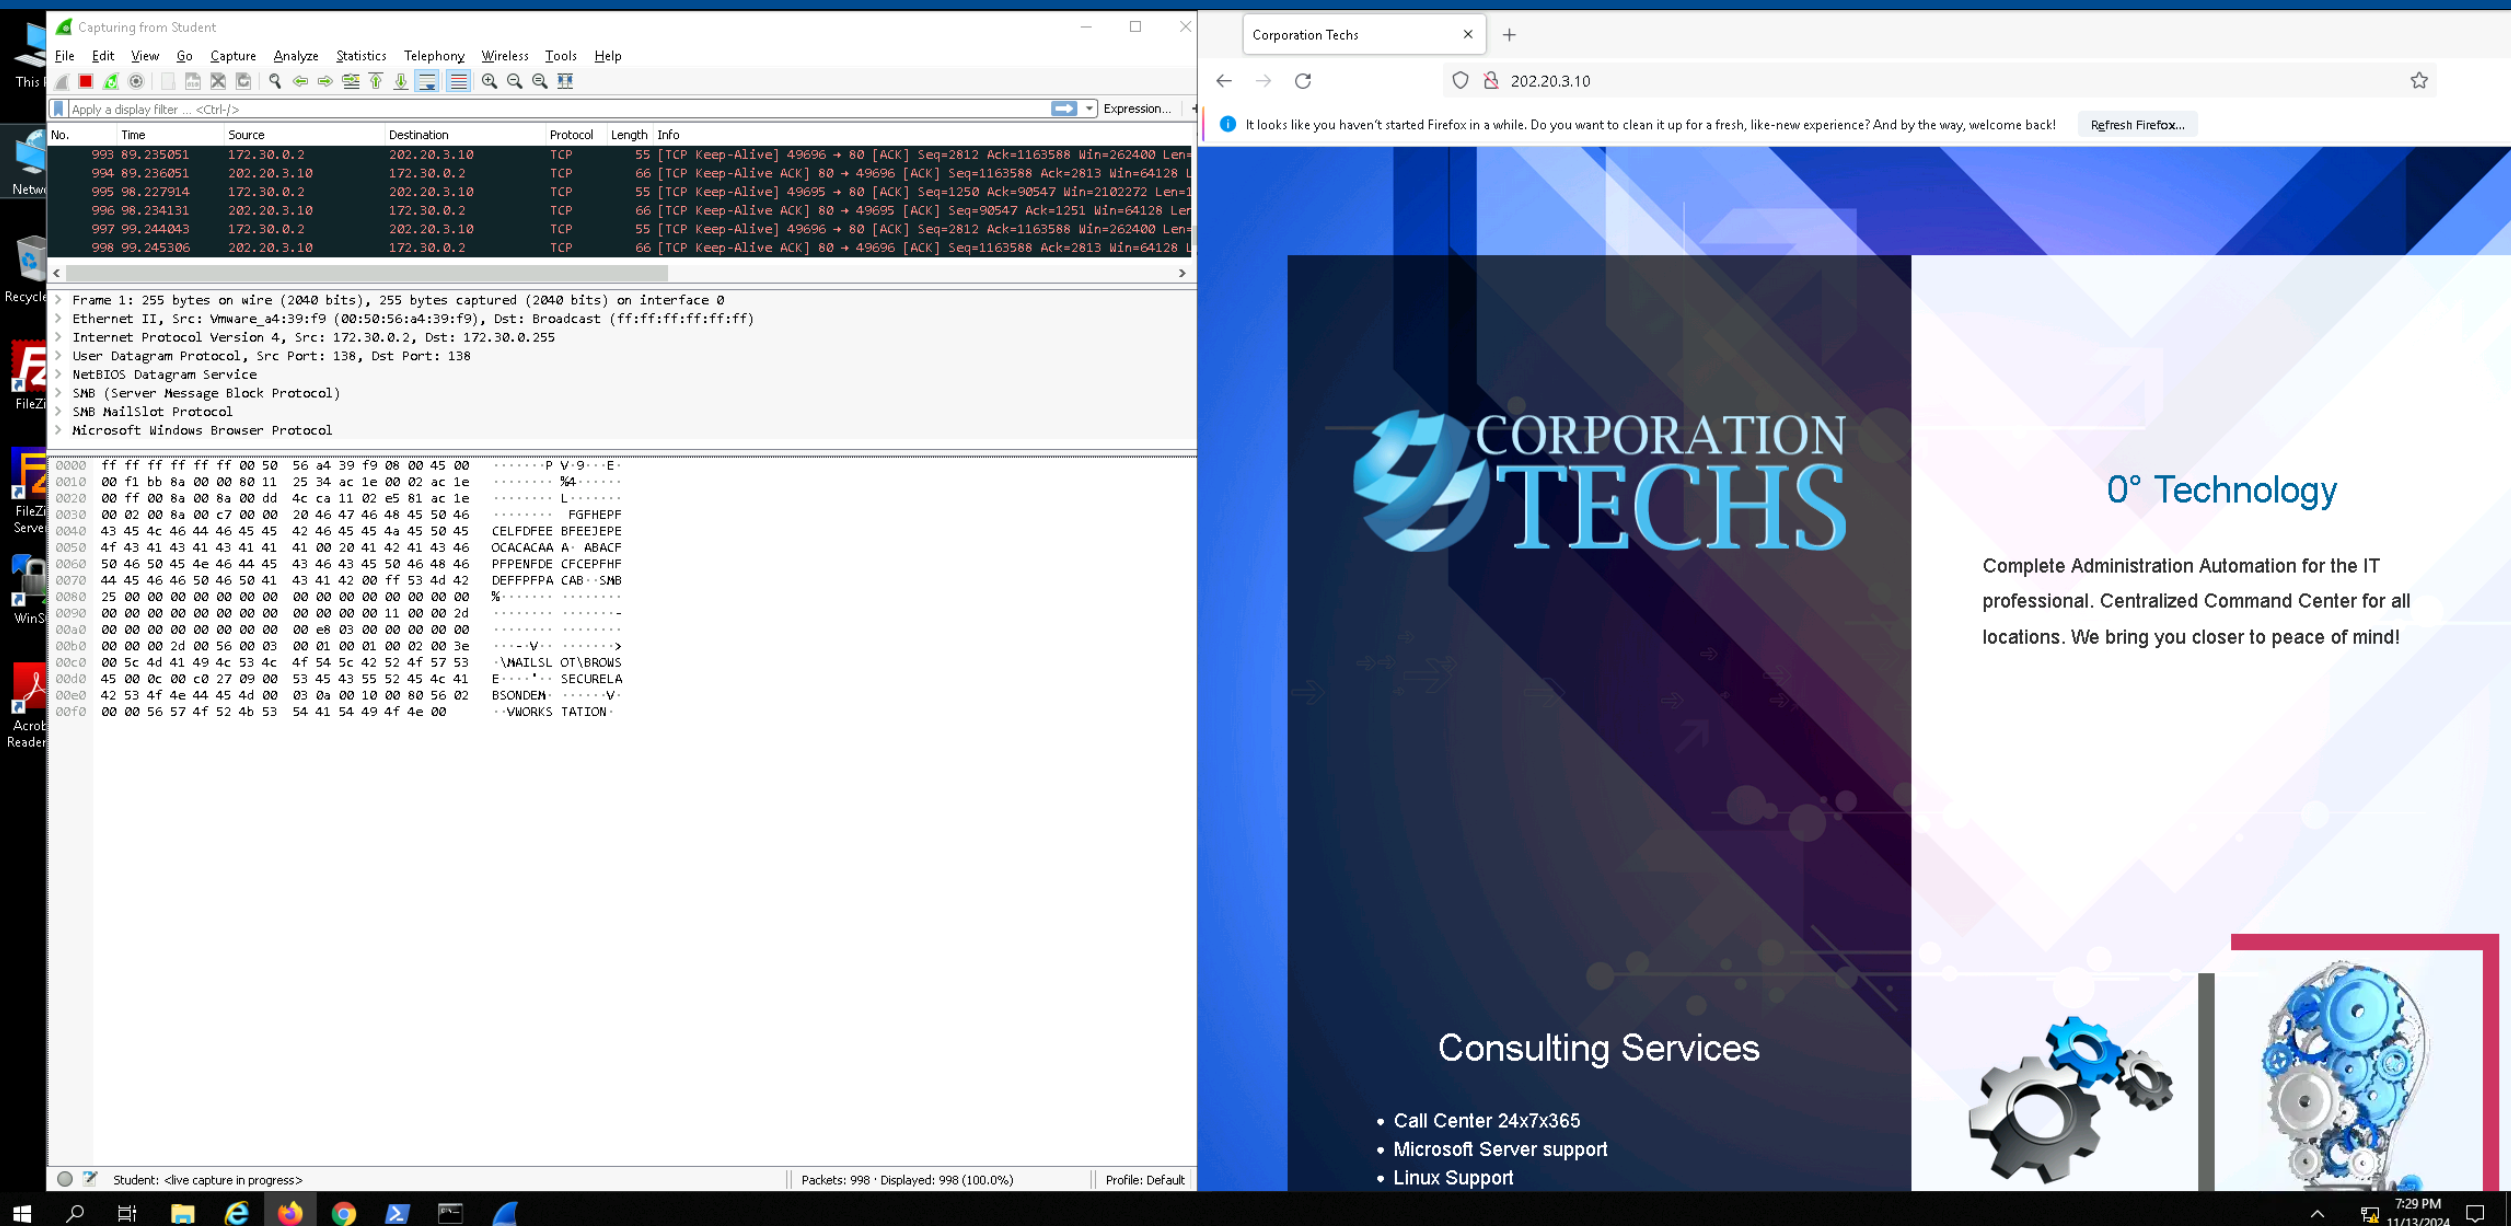 This
Netwo
Recycle
FileZi
FileZi
Serve
WinS
Acrob
Reader
Capturing from Student
File Edit View Go Capture Analyze Statistics Telephony Wireless Tools Help
Apply a display filter ... <Ctrl-/>
Expression...
No. Time Source Destination Protocol Length Info
993 89.235051 172.30.0.2 202.20.3.10 TCP 55 [TCP Keep-Alive] 49696 → 80 [ACK] Seq=2812 Ack=1163588 Win=262400 Len=
994 89.236051 202.20.3.10 172.30.0.2 TCP 66 [TCP Keep-Alive ACK] 80 → 49696 [ACK] Seq=1163588 Ack=2813 Win=64128 L
995 98.227914 172.30.0.2 202.20.3.10 TCP 55 [TCP Keep-Alive] 49695 → 80 [ACK] Seq=1250 Ack=90547 Win=2102272 Len=1
996 98.234131 202.20.3.10 172.30.0.2 TCP 66 [TCP Keep-Alive ACK] 80 → 49695 [ACK] Seq=90547 Ack=1251 Win=64128 Ler
997 99.244043 172.30.0.2 202.20.3.10 TCP 55 [TCP Keep-Alive] 49696 → 80 [ACK] Seq=2812 Ack=1163588 Win=262400 Len=
998 99.245306 202.20.3.10 172.30.0.2 TCP 66 [TCP Keep-Alive ACK] 80 → 49696 [ACK] Seq=1163588 Ack=2813 Win=64128 L
Frame 1: 255 bytes on wire (2040 bits), 255 bytes captured (2040 bits) on interface 0
Ethernet II, Src: Vmware_a4:39:f9 (00:50:56:a4:39:f9), Dst: Broadcast (ff:ff:ff:ff:ff:ff)
Internet Protocol Version 4, Src: 172.30.0.2, Dst: 172.30.0.255
User Datagram Protocol, Src Port: 138, Dst Port: 138
NetBIOS Datagram Service
SMB (Server Message Block Protocol)
SMB MailSlot Protocol
Microsoft Windows Browser Protocol
0000 ff ff ff ff ff ff 00 50 56 a4 39 f9 08 00 45 00 ·······P V·9···E·
0010 00 f1 bb 8a 00 00 80 11 25 34 ac 1e 00 02 ac 1e ········ %4······
0020 00 ff 00 8a 00 8a 00 dd 4c ca 11 02 e5 81 ac 1e ········ L·······
0030 00 02 00 8a 00 c7 00 00 20 46 47 46 48 45 50 46 ········ FGFHEPF
0040 43 45 4c 46 44 46 45 45 42 46 45 45 4a 45 50 45 CELFDFEE BFEEJEPE
0050 4f 43 41 43 41 43 41 41 41 00 20 41 42 41 43 46 OCACACAA A· ABACF
0060 50 46 50 45 4e 46 44 45 43 46 43 45 50 46 48 46 PFPENFDE CFCEPFHF
0070 44 45 46 46 50 46 50 41 43 41 42 00 ff 53 4d 42 DEFFPFPA CAB··SMB
0080 25 00 00 00 00 00 00 00 00 00 00 00 00 00 00 00 %······· ········
0090 00 00 00 00 00 00 00 00 00 00 00 00 11 00 00 2d ········ ·······-
00a0 00 00 00 00 00 00 00 00 00 e8 03 00 00 00 00 00 ········ ········
00b0 00 00 00 2d 00 56 00 03 00 01 00 01 00 02 00 3e ···-·V·· ·······>
00c0 00 5c 4d 41 49 4c 53 4c 4f 54 5c 42 52 4f 57 53 ·\MAILSL OT\BROWS
00d0 45 00 0c 00 c0 27 09 00 53 45 43 55 52 45 4c 41 E····'·· SECURELA
00e0 42 53 4f 4e 44 45 4d 00 03 0a 00 10 00 80 56 02 BSONDEM· ······V·
00f0 00 00 56 57 4f 52 4b 53 54 41 54 49 4f 4e 00 ··VWORKS TATION·
Student: <live capture in progress>
Packets: 998 · Displayed: 998 (100.0%)
Profile: Default
Corporation Techs
202.20.3.10
It looks like you haven't started Firefox in a while. Do you want to clean it up for a fresh, like-new experience? And by the way, welcome back!
Refresh Firefox...
CORPORATION
TECHS
0° Technology
Complete Administration Automation for the IT
professional. Centralized Command Center for all
locations. We bring you closer to peace of mind!
Consulting Services
• Call Center 24x7x365
• Microsoft Server support
• Linux Support
7:29 PM
11/13/2024